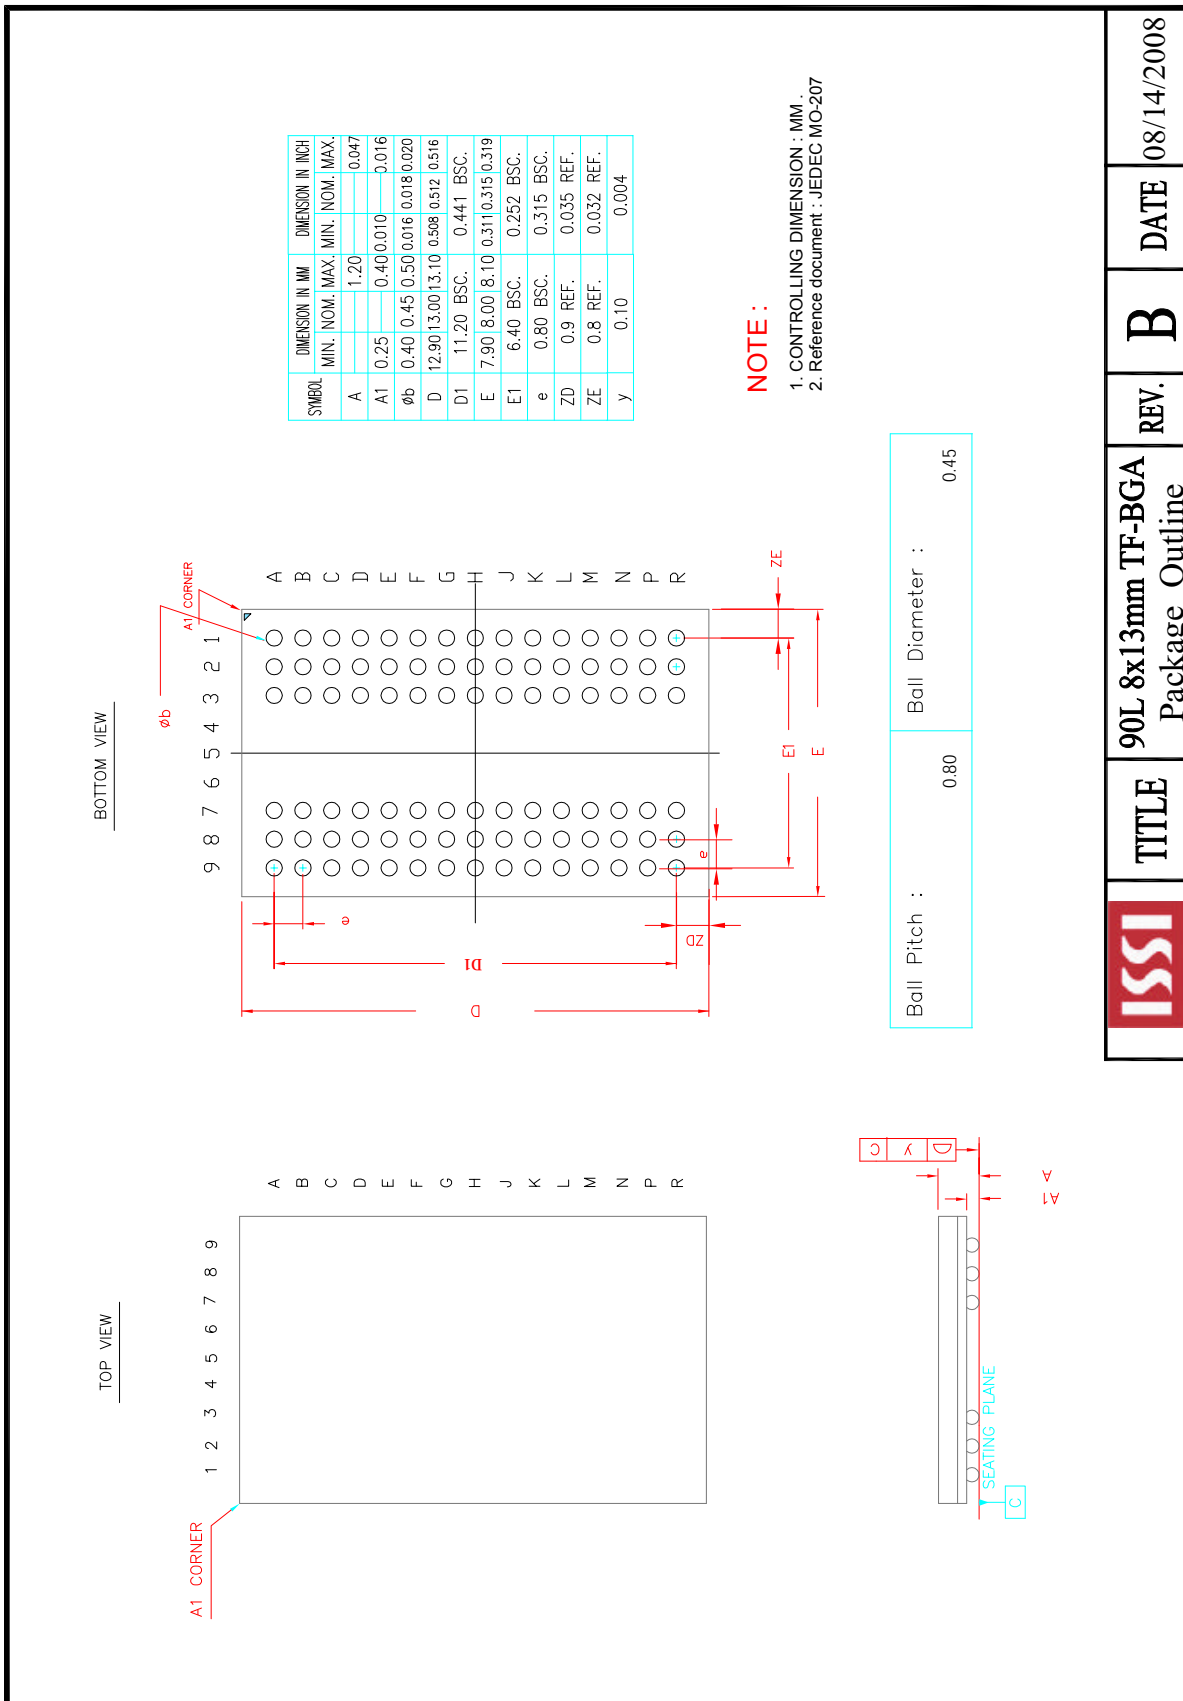 TOP VIEW
A1 CORNER
1 2 3 4 5 6 7 8 9
A
B
C
D
E
F
G
H
J
K
L
M
N
P
R
BOTTOM VIEW
9 8 7 6 5 4 3 2 1
Øb
A1 CORNER
A
B
C
D
E
F
G
H
J
K
L
M
N
P
R
e
D1
D
ZD
e
E1
E
ZE
SYMBOL DIMENSION IN MM DIMENSION IN INCH
MIN. NOM. MAX. MIN. NOM. MAX.
A 1.20 0.047
A1 0.25 0.40 0.010 0.016
Øb 0.40 0.45 0.50 0.016 0.018 0.020
D 12.90 13.00 13.10 0.508 0.512 0.516
D1 11.20 BSC. 0.441 BSC.
E 7.90 8.00 8.10 0.311 0.315 0.319
E1 6.40 BSC. 0.252 BSC.
e 0.80 BSC. 0.315 BSC.
ZD 0.9 REF. 0.035 REF.
ZE 0.8 REF. 0.032 REF.
y 0.10 0.004
NOTE :
1. CONTROLLING DIMENSION : MM .
2. Reference document : JEDEC MO-207
SEATING PLANE
C
A1
A
y C
Ball Pitch : 0.80
Ball Diameter : 0.45
ISSI
TITLE
90L 8x13mm TF-BGA
Package Outline
REV.
B
DATE
08/14/2008